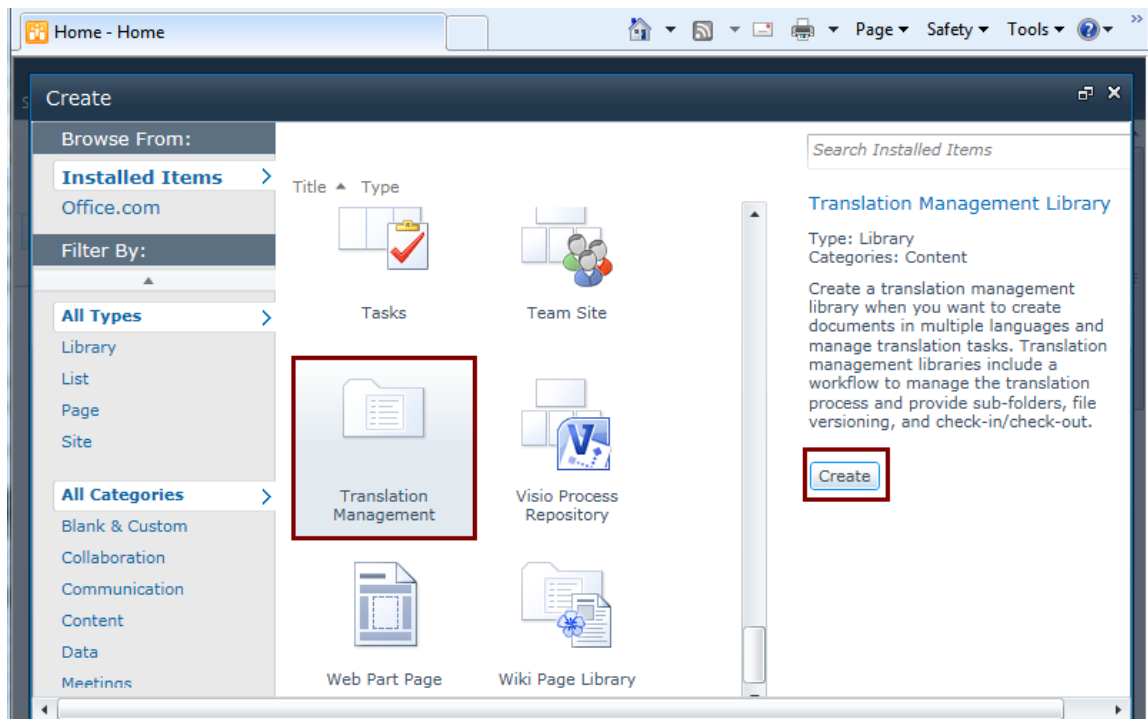 Home - Home
Page
Safety
Tools
Create
Browse From:
Installed Items
Office.com
Filter By:
All Types
Library
List
Page
Site
All Categories
Blank & Custom
Collaboration
Communication
Content
Data
Meetings
Title
Type
Tasks
Team Site
Translation
Management
Visio Process
Repository
Web Part Page
Wiki Page Library
Search Installed Items
Translation Management Library
Type: Library
Categories: Content
Create a translation management
library when you want to create
documents in multiple languages and
manage translation tasks. Translation
management libraries include a
workflow to manage the translation
process and provide sub-folders, file
versioning, and check-in/check-out.
Create